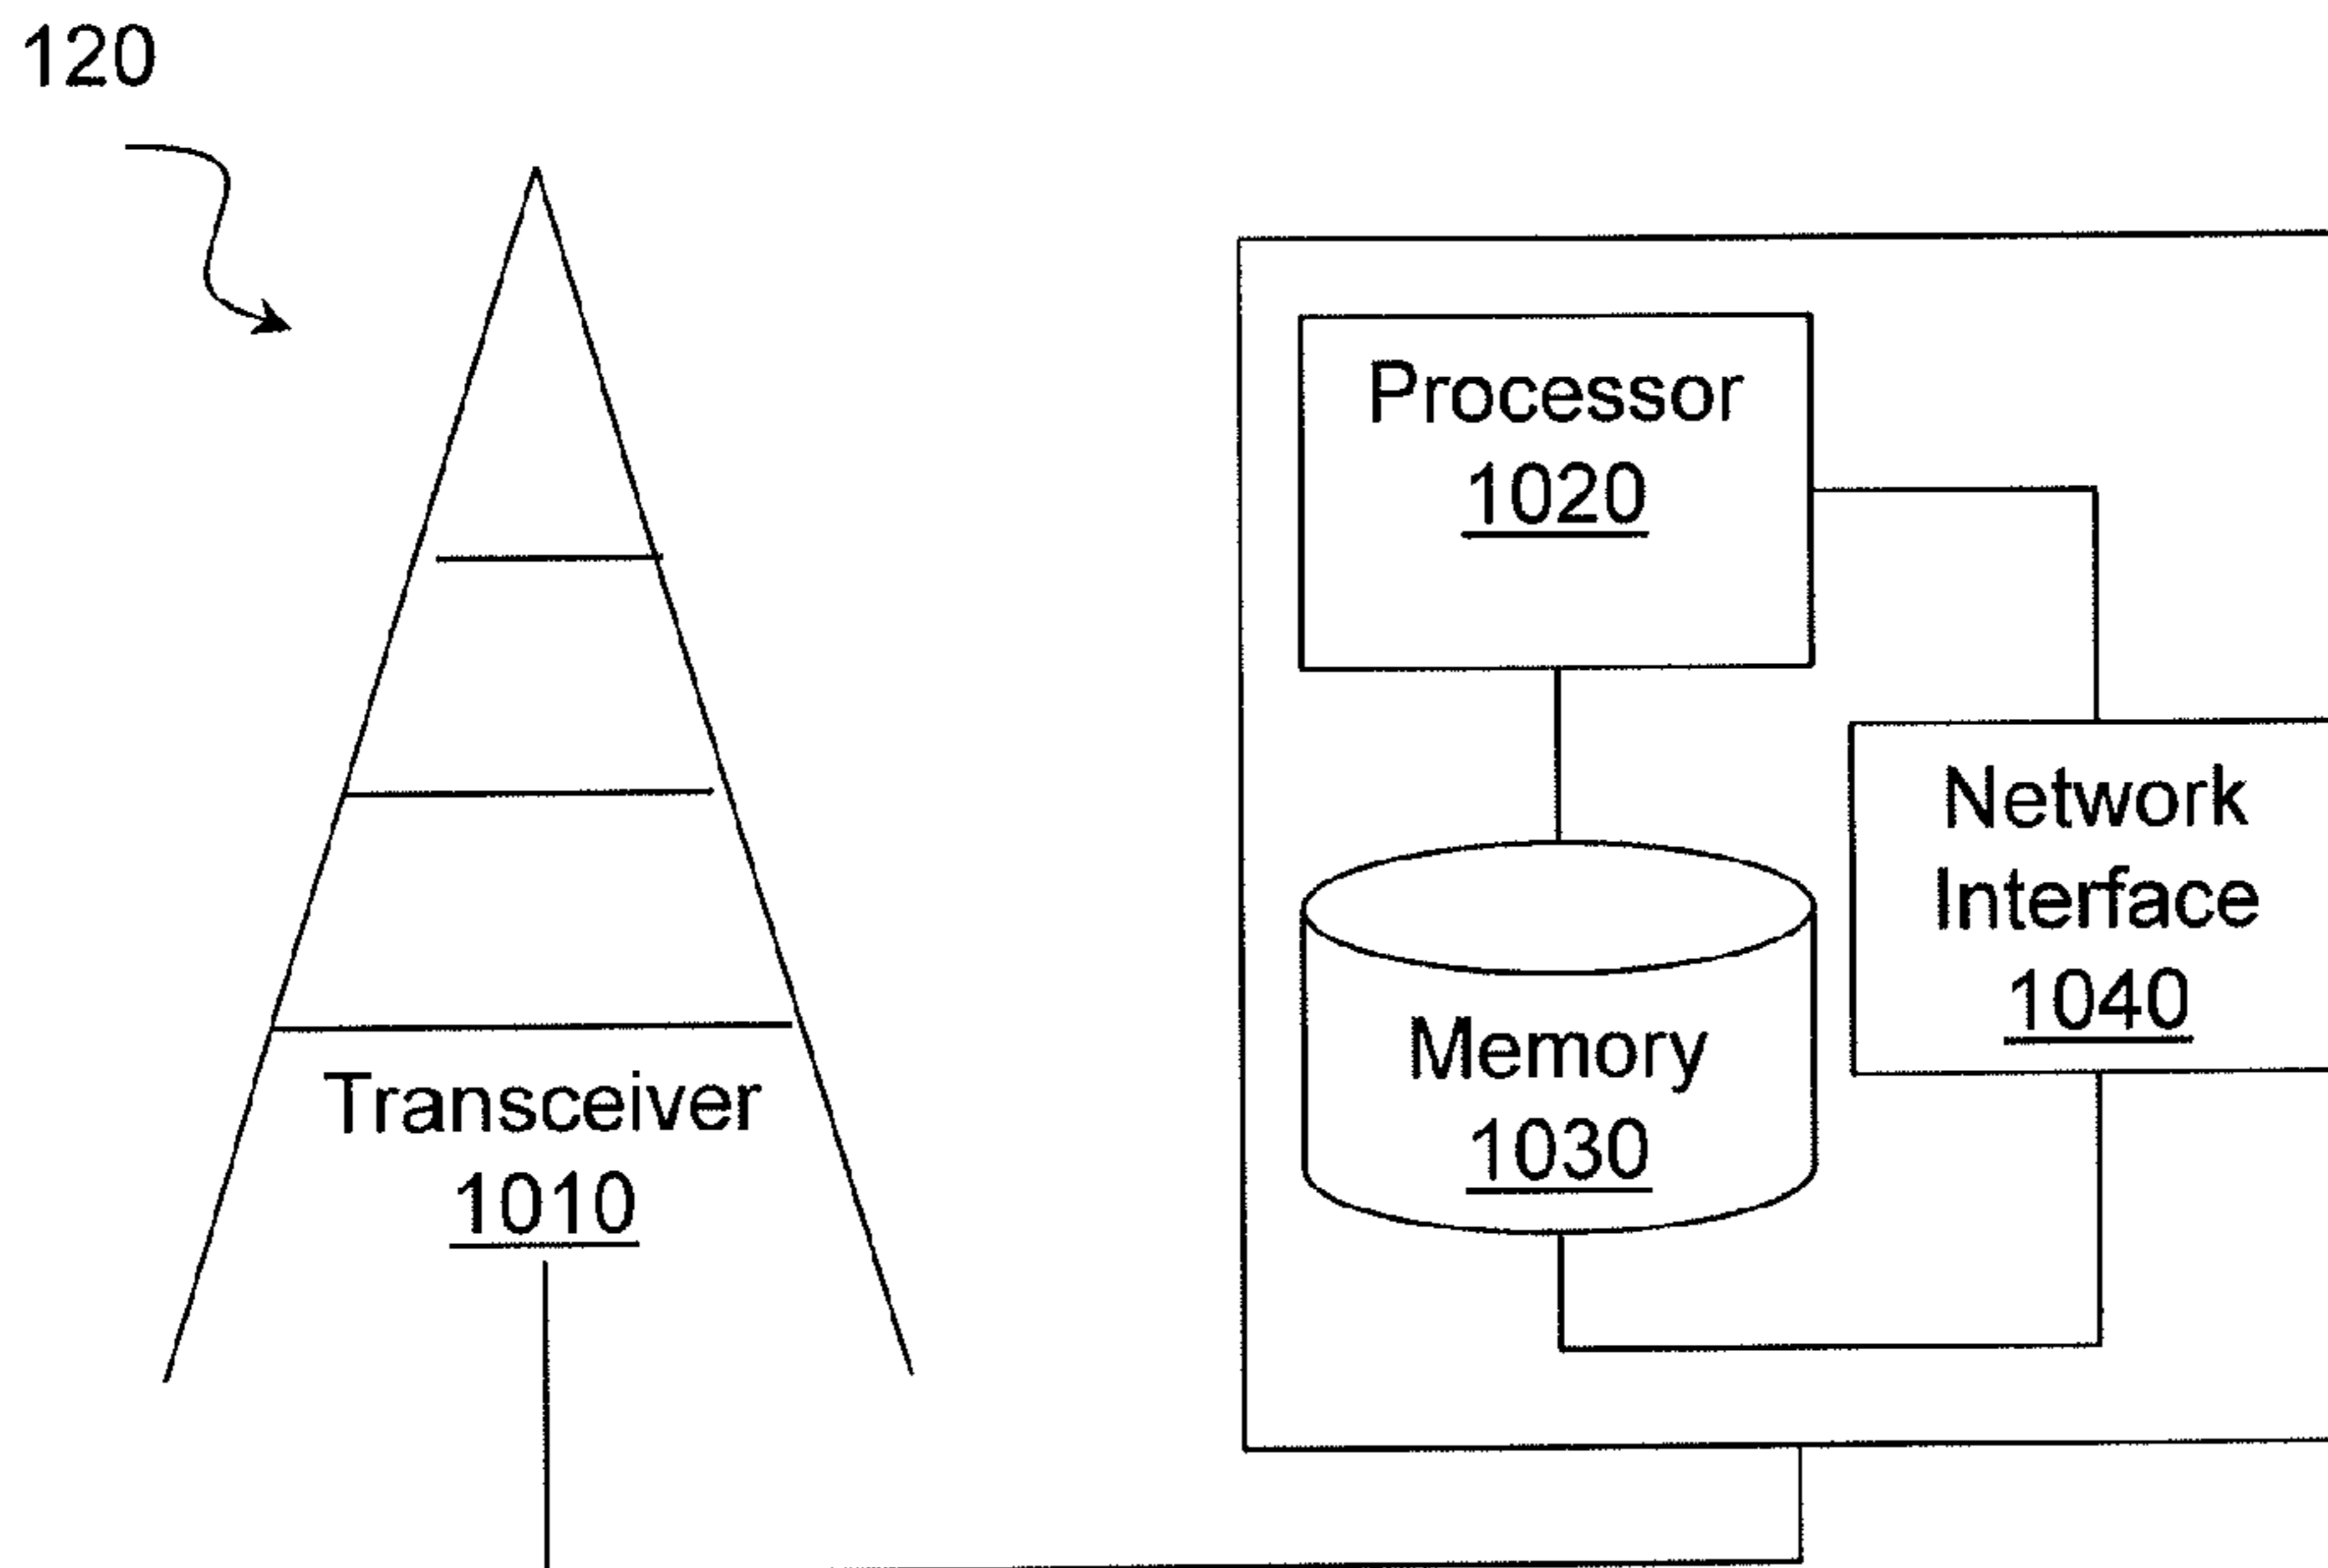 120
Processor
1020
Network
Interface
1040
Memory
1030
Transceiver
1010